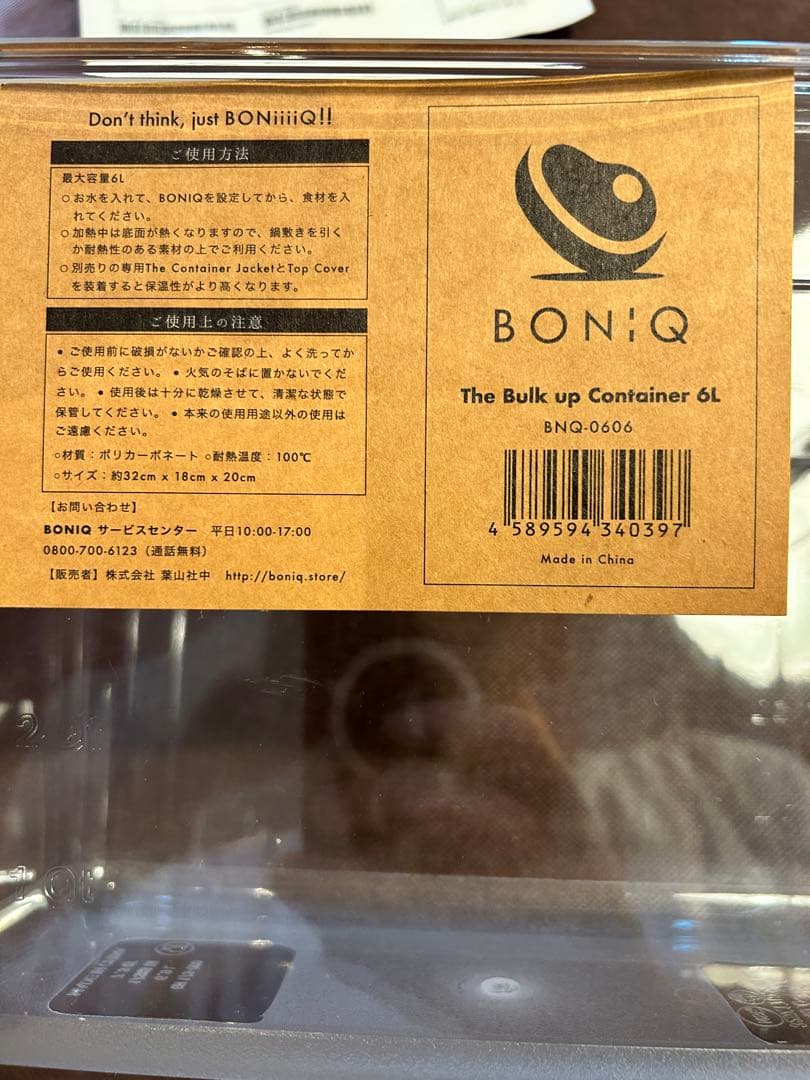 Don't think, just BONiiiiQ!!
ご使用方法
最大容量6L
○お水を入れて、BONIQを設定してから、食材を入
れてください。
○加熱中は底面が熱くなりますので、鍋敷きを引く
か耐熱性のある素材の上でご利用ください。
○別売りの専用The Container JacketとTop Cover
を装着すると保温性がより高くなります。
ご使用上の注意
● ご使用前に破損がないかご確認の上、よく洗ってか
らご使用ください。 ● 火気のそばに置かないでくだ
さい。 ● 使用後は十分に乾燥させて、清潔な状態で
保管してください。 ● 本来の使用用途以外の使用は
ご遠慮ください。
○材質：ポリカーボネート ○耐熱温度：100℃
○サイズ：約32cm x 18cm x 20cm
【お問い合わせ】
BONIQ サービスセンター 平日10:00-17:00
0800-700-6123（通話無料）
【販売者】株式会社 葉山社中 http://boniq.store/
BONIQ
The Bulk up Container 6L
BNQ-0606
4 589594 340397
Made in China
1 Qt